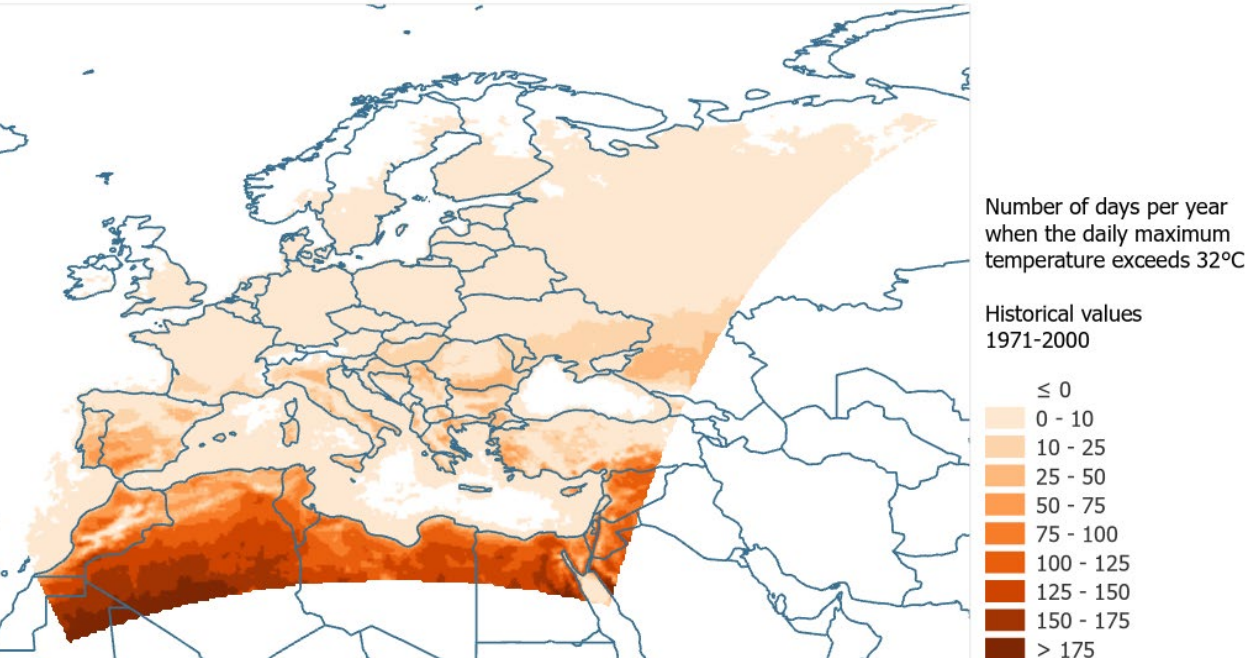 Number of days per year
when the daily maximum
temperature exceeds 32ºC
Historical values
1971-2000
≤ 0
0 - 10
10 - 25
25 - 50
50 - 75
75 - 100
100 - 125
125 - 150
150 - 175
> 175